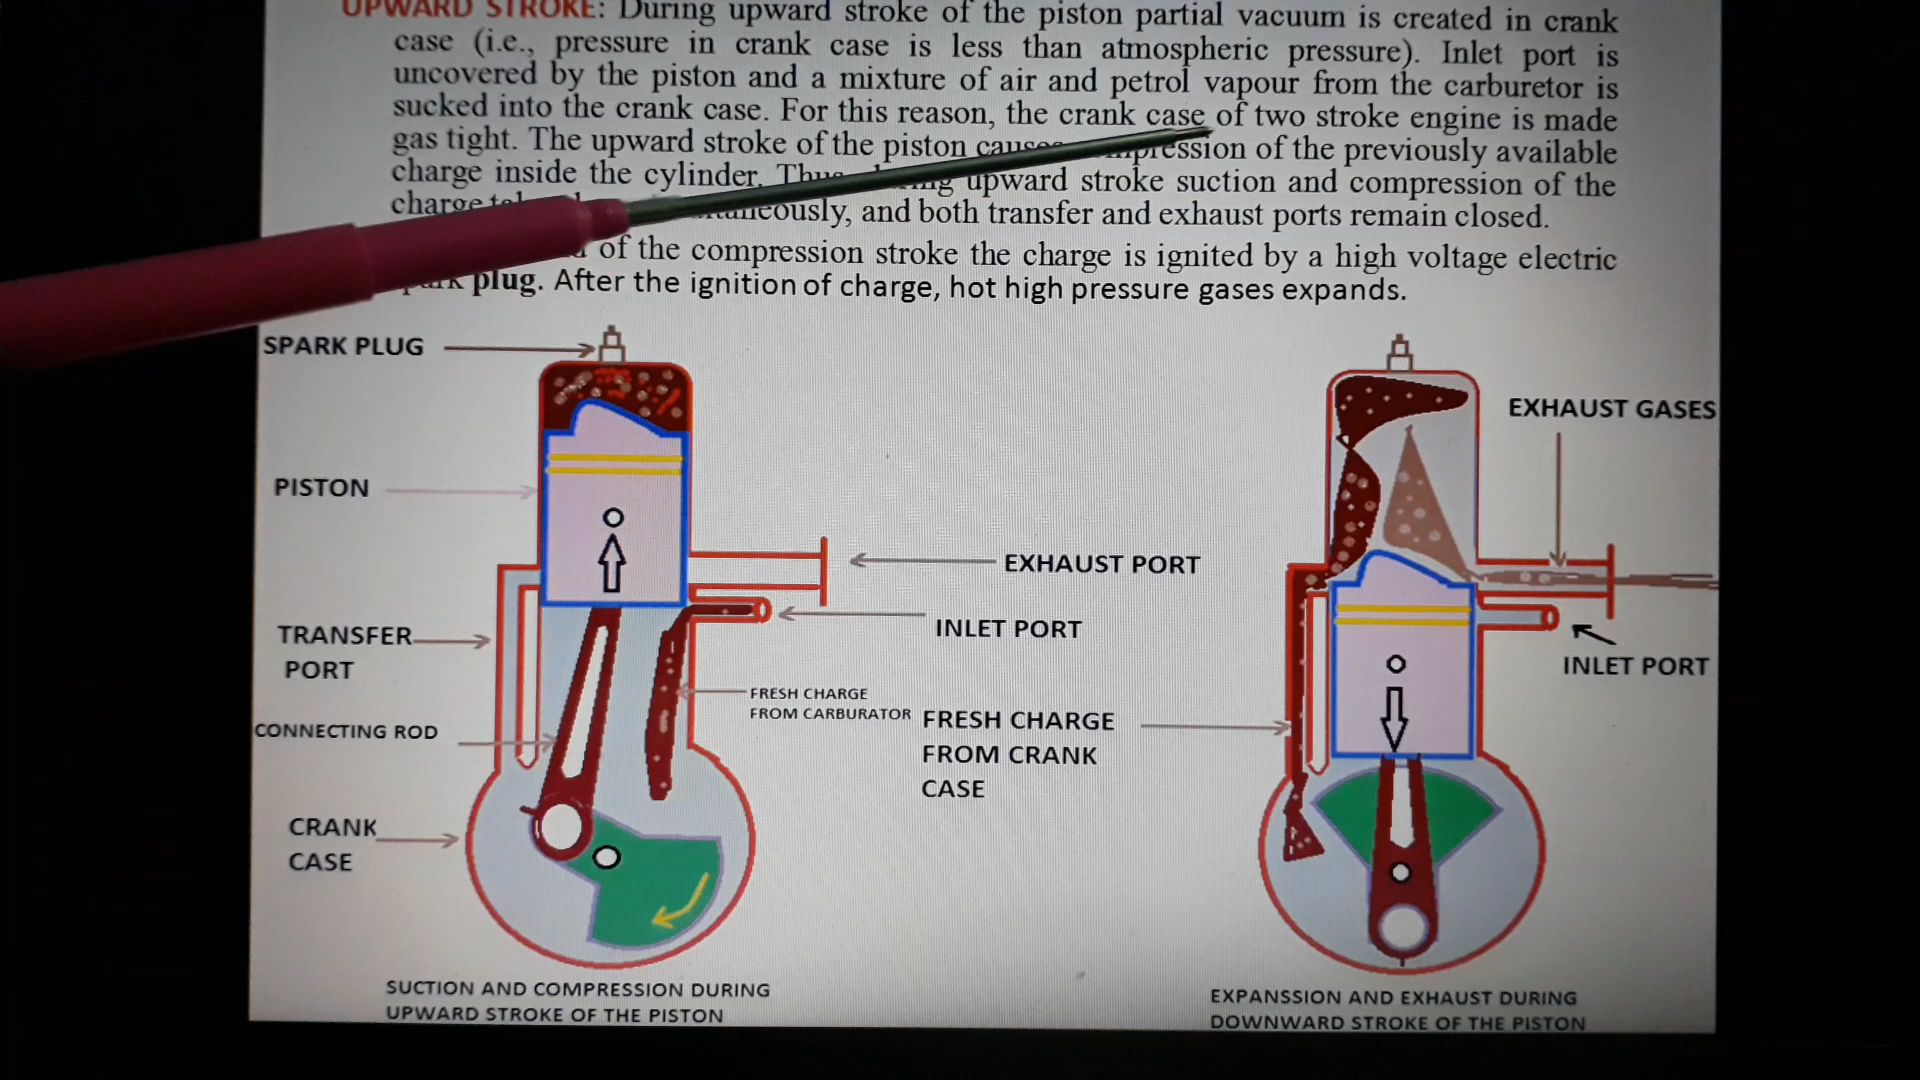 UPWARD STROKE: During upward stroke of the piston partial vacuum is created in crank
case (i.e., pressure in crank case is less than atmospheric pressure). Inlet port is
uncovered by the piston and a mixture of air and petrol vapour from the carburetor is
sucked into the crank case. For this reason, the crank case of two stroke engine is made
gas tight. The upward stroke of the piston causes compression of the previously available
charge inside the cylinder. Thus, during upward stroke suction and compression of the
charge and both transfer and exhaust ports remain closed.
of the compression stroke the charge is ignited by a high voltage electric
plug. After the ignition of charge, hot high pressure gases expands.
SPARK PLUG
EXHAUST GASES
PISTON
EXHAUST PORT
INLET PORT
TRANSFER
PORT
INLET PORT
FRESH CHARGE
FROM CARBURATOR
FRESH CHARGE
FROM CRANK
CASE
CONNECTING ROD
CRANK
CASE
SUCTION AND COMPRESSION DURING
UPWARD STROKE OF THE PISTON
EXPANSSION AND EXHAUST DURING
DOWNWARD STROKE OF THE PISTON